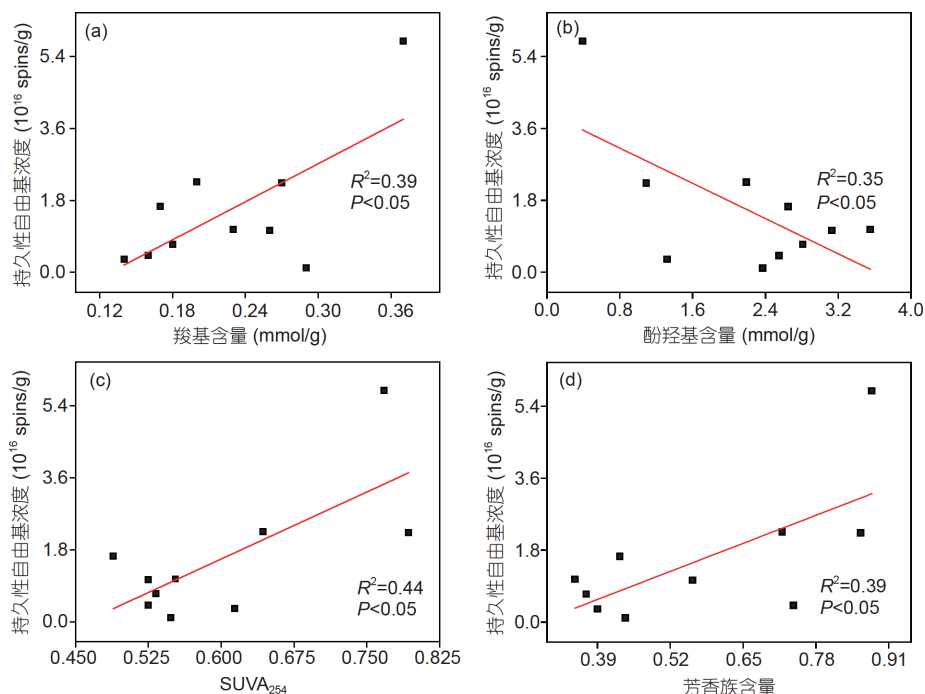 (a)
持久性自由基浓度 (10¹⁶ spins/g)
5.4
3.6
1.8
0.0
R²=0.39
P<0.05
0.12 0.18 0.24 0.30 0.36
羧基含量 (mmol/g)
(b)
持久性自由基浓度 (10¹⁶ spins/g)
5.4
3.6
1.8
0.0
R²=0.35
P<0.05
0.0 0.8 1.6 2.4 3.2 4.0
酚羟基含量 (mmol/g)
(c)
持久性自由基浓度 (10¹⁶ spins/g)
5.4
3.6
1.8
0.0
R²=0.44
P<0.05
0.450 0.525 0.600 0.675 0.750 0.825
SUVA₂₅₄
(d)
持久性自由基浓度 (10¹⁶ spins/g)
5.4
3.6
1.8
0.0
R²=0.39
P<0.05
0.39 0.52 0.65 0.78 0.91
芳香族含量